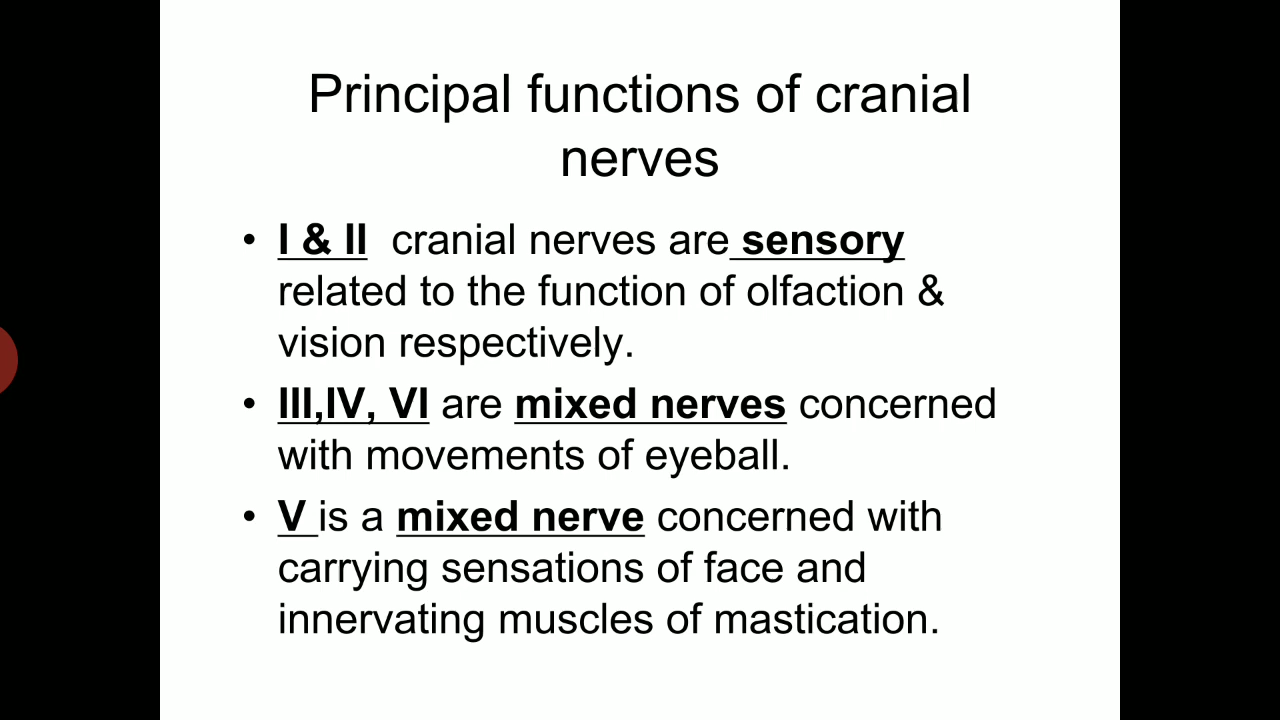 Principal functions of cranial
nerves
• I & II  cranial nerves are sensory
related to the function of olfaction &
vision respectively.
• III,IV, VI are mixed nerves concerned
with movements of eyeball.
• V is a mixed nerve concerned with
carrying sensations of face and
innervating muscles of mastication.